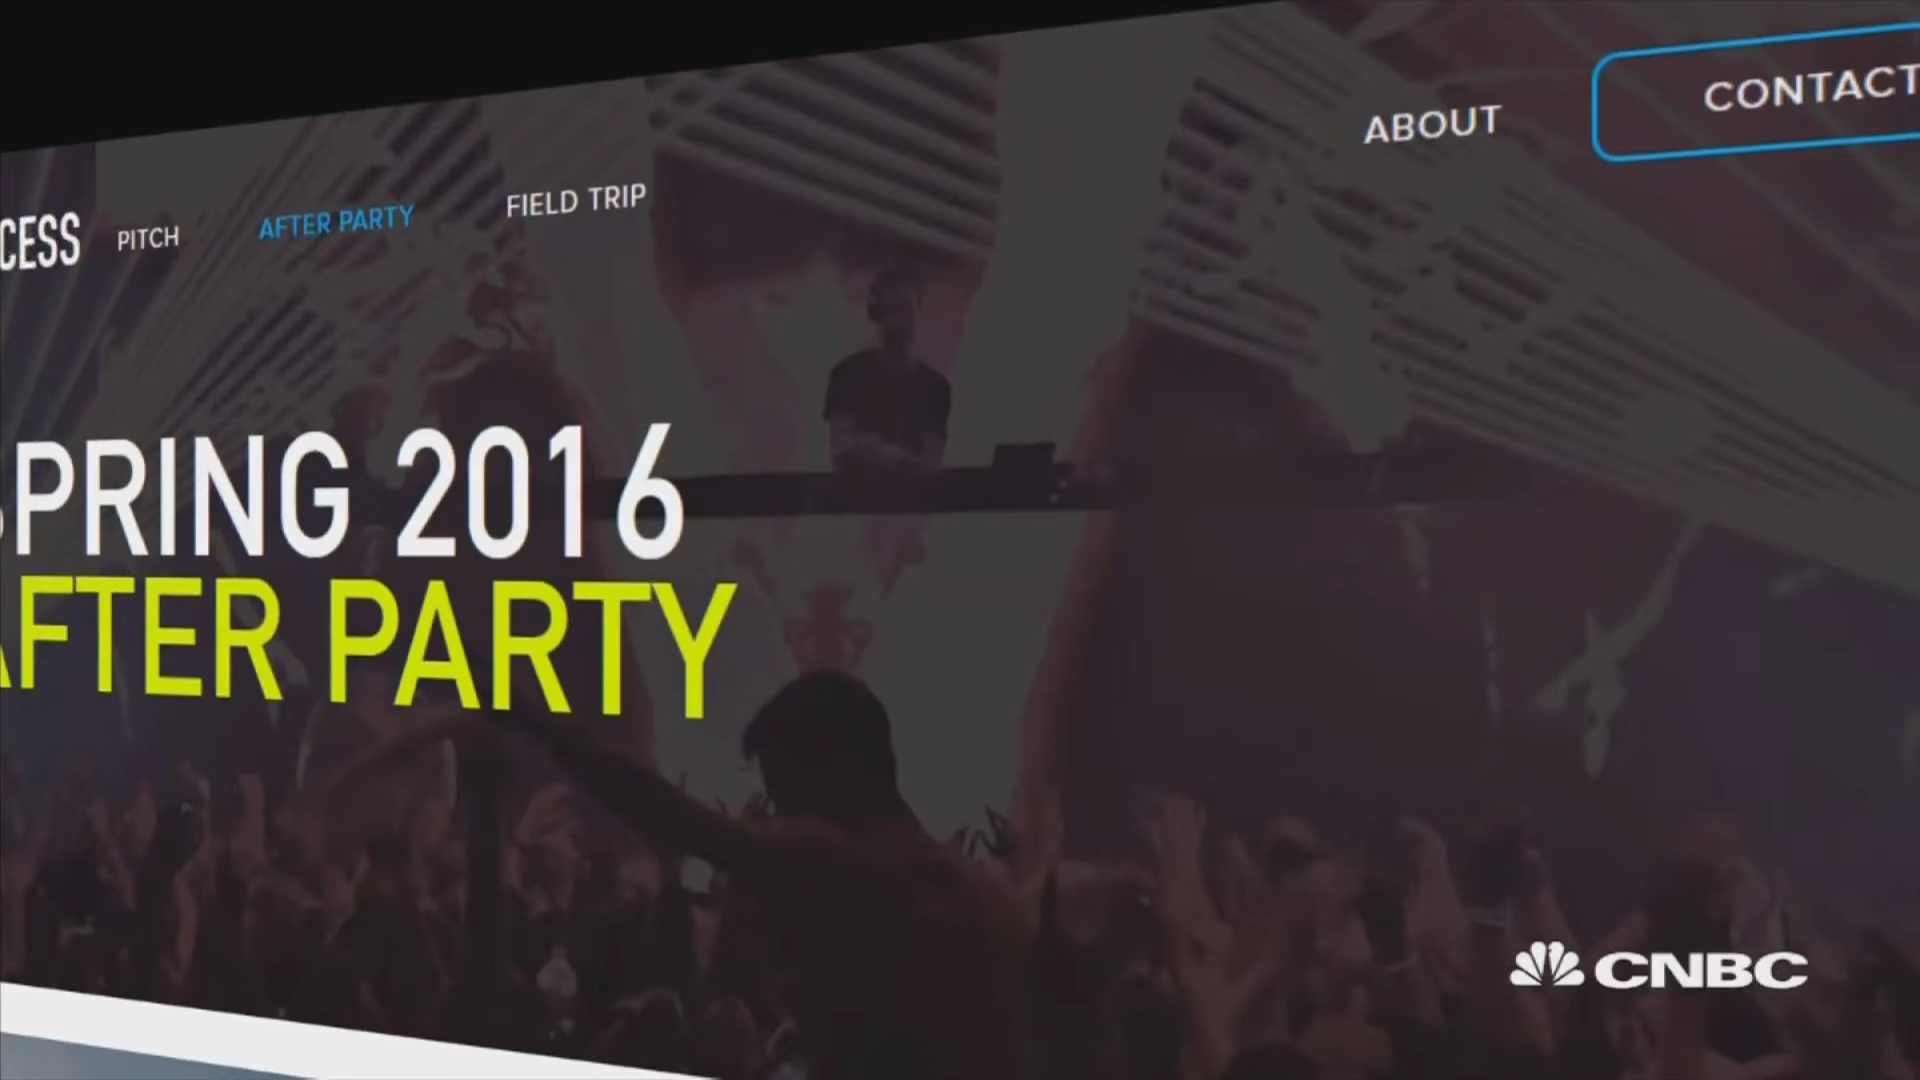 ABOUT
CONTACT
CESS
PITCH
AFTER PARTY
FIELD TRIP
SPRING 2016
AFTER PARTY
CNBC